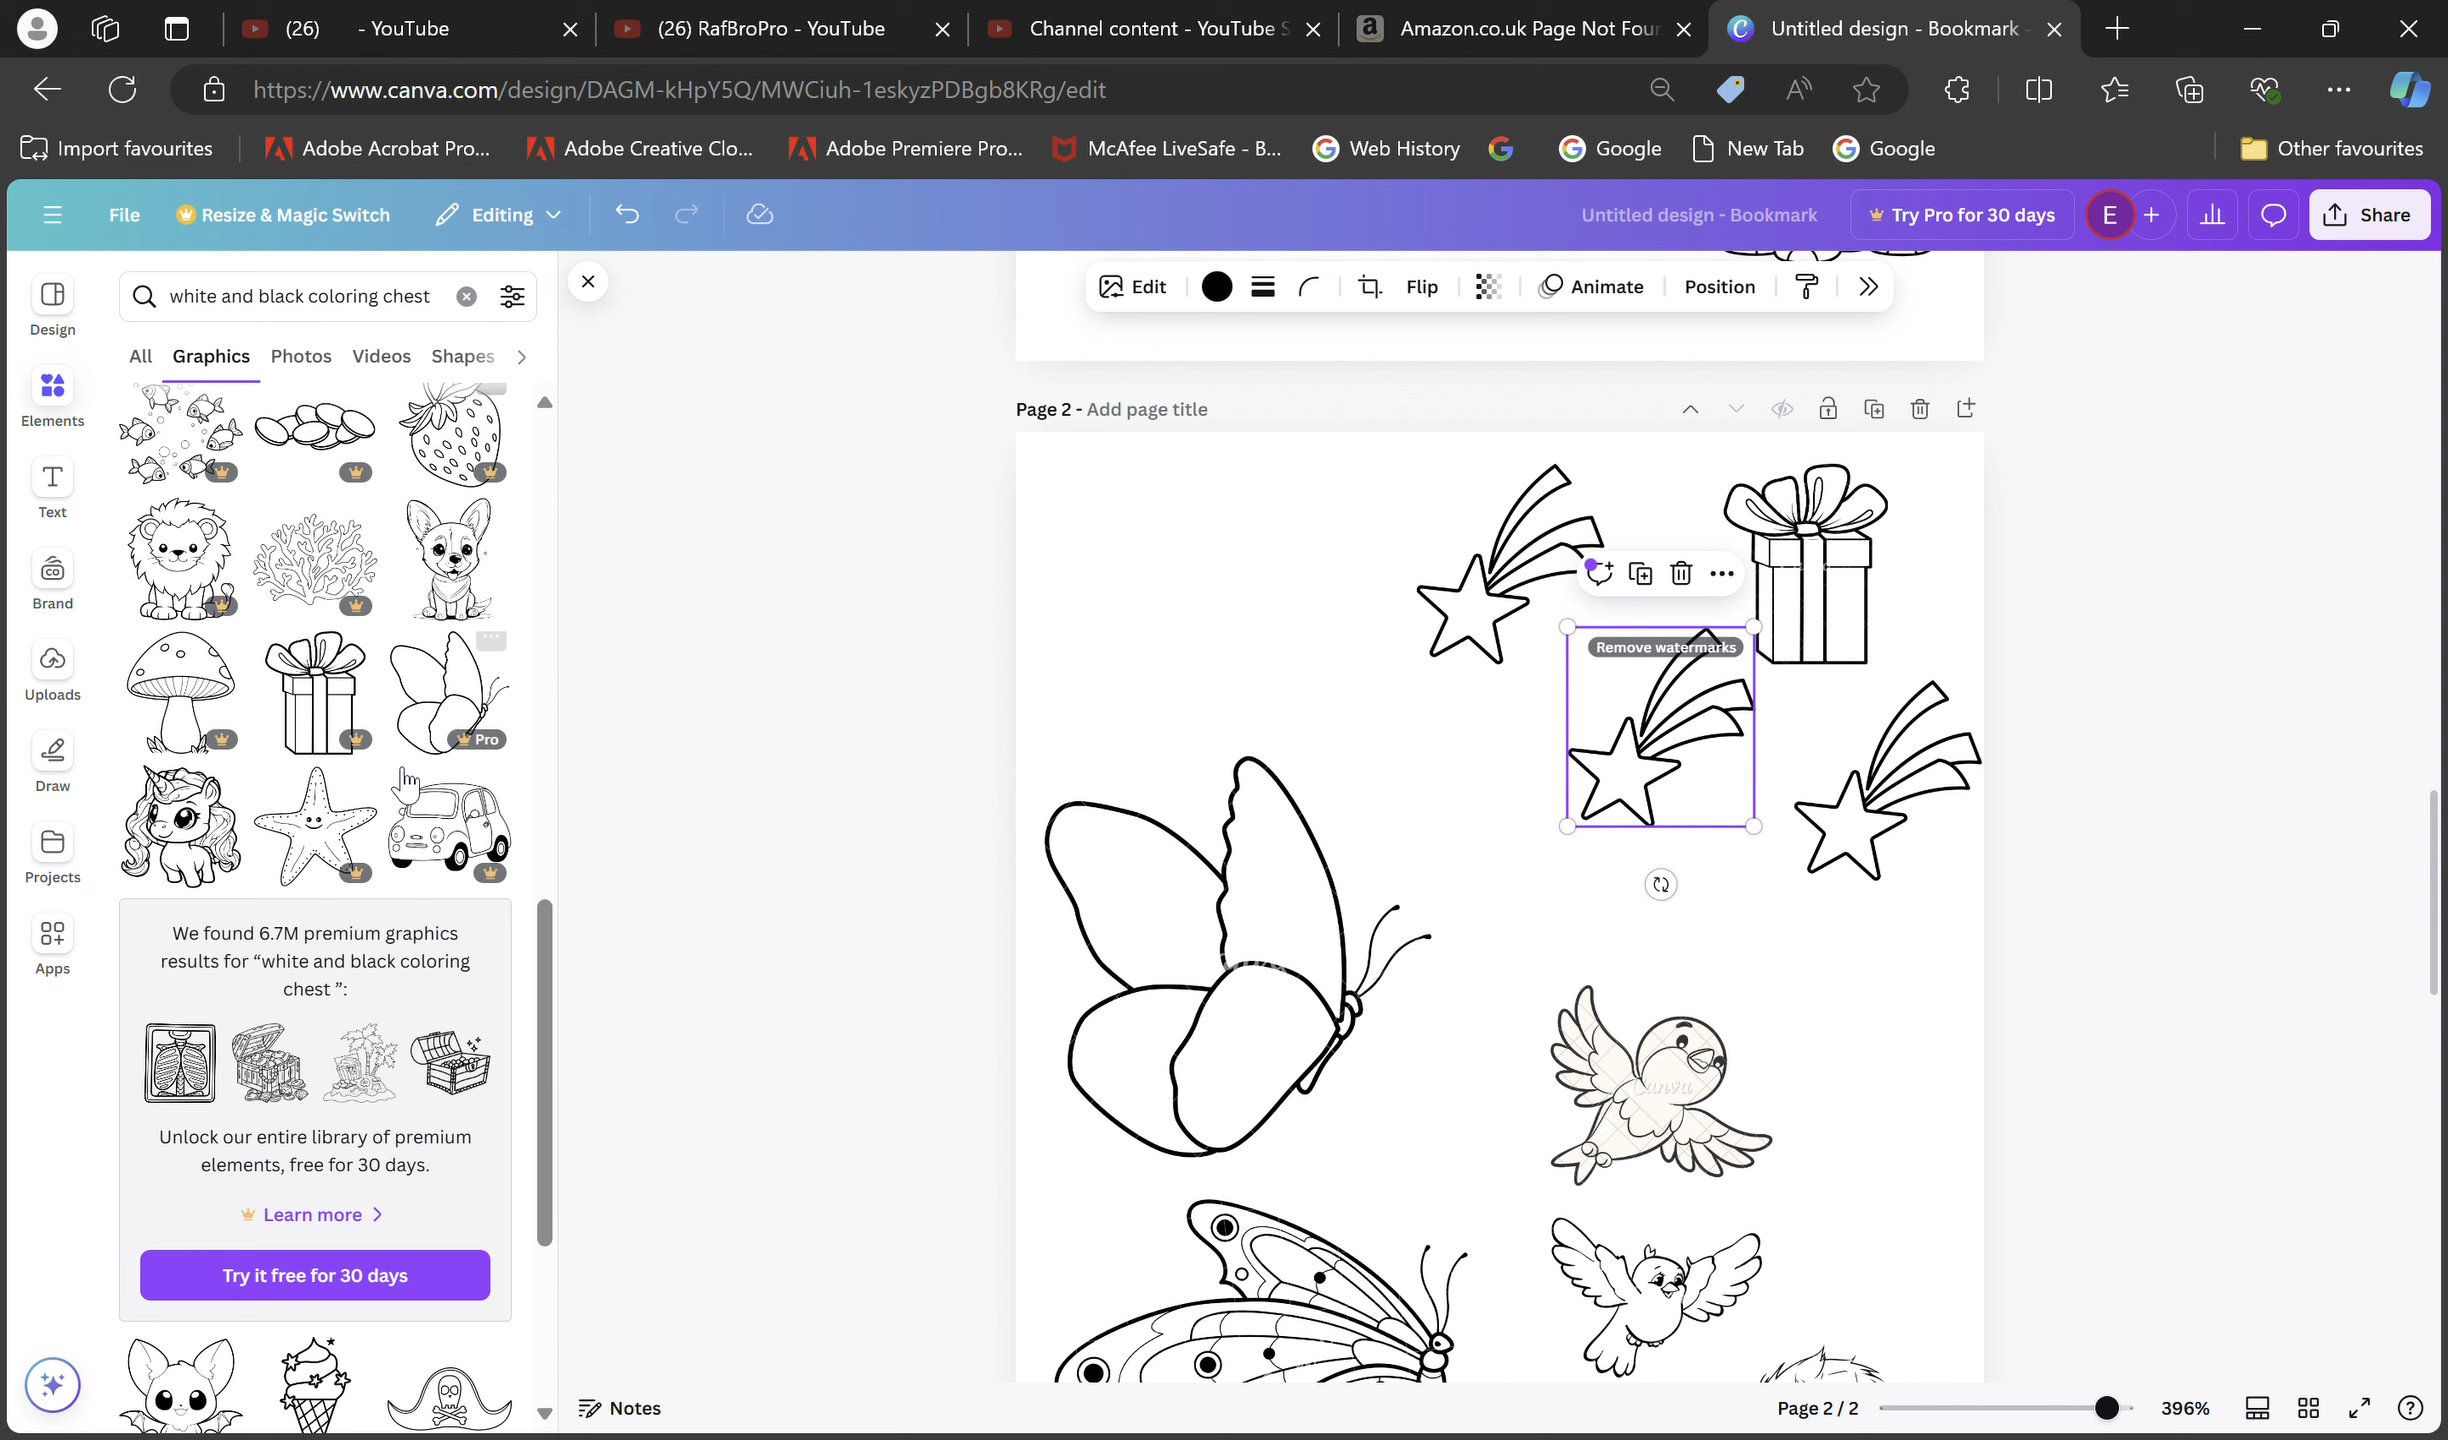 (26) - YouTube
(26) RafBroPro - YouTube
Channel content - YouTube S
Amazon.co.uk Page Not Four
Untitled design - Bookmark -
https://www.canva.com/design/DAGM-kHpY5Q/MWCiuh-1eskyzPDBgb8KRg/edit
Import favourites
Adobe Acrobat Pro...
Adobe Creative Clo...
Adobe Premiere Pro...
McAfee LiveSafe - B...
Web History
Google
New Tab
Google
Other favourites
File
Resize & Magic Switch
Editing
Untitled design - Bookmark
Try Pro for 30 days
E
Share
Design
Elements
Text
Brand
Uploads
Draw
Projects
Apps
white and black coloring chest
All
Graphics
Photos
Videos
Shapes
Pro
We found 6.7M premium graphics
results for “white and black coloring
chest ”:
Unlock our entire library of premium
elements, free for 30 days.
Learn more
Try it free for 30 days
Edit
Flip
Animate
Position
Page 2 - Add page title
Remove watermarks
Canva
Notes
Page 2 / 2
396%